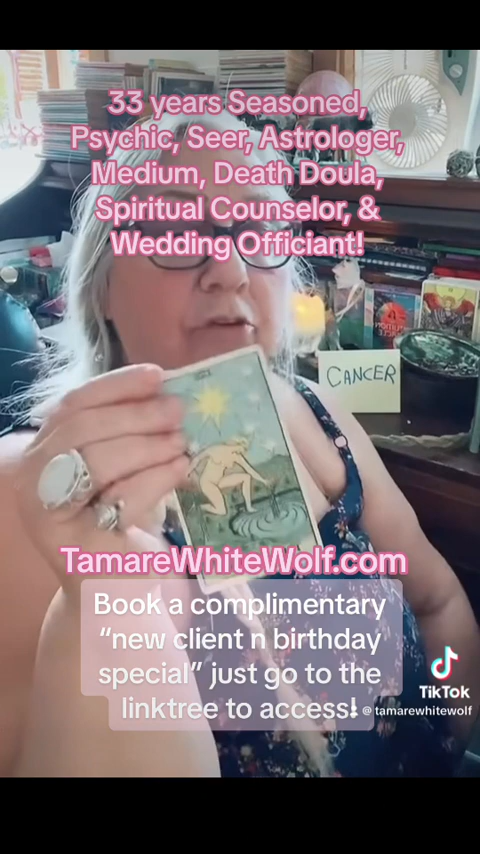 33 years Seasoned,
Psychic, Seer, Astrologer,
Medium, Death Doula,
Spiritual Counselor, &
Wedding Officiant!
CANCER
TamareWhiteWolf.com
Book a complimentary
“new client n birthday
special” just go to the
linktree to access!
TikTok
@tamarewhitewolf